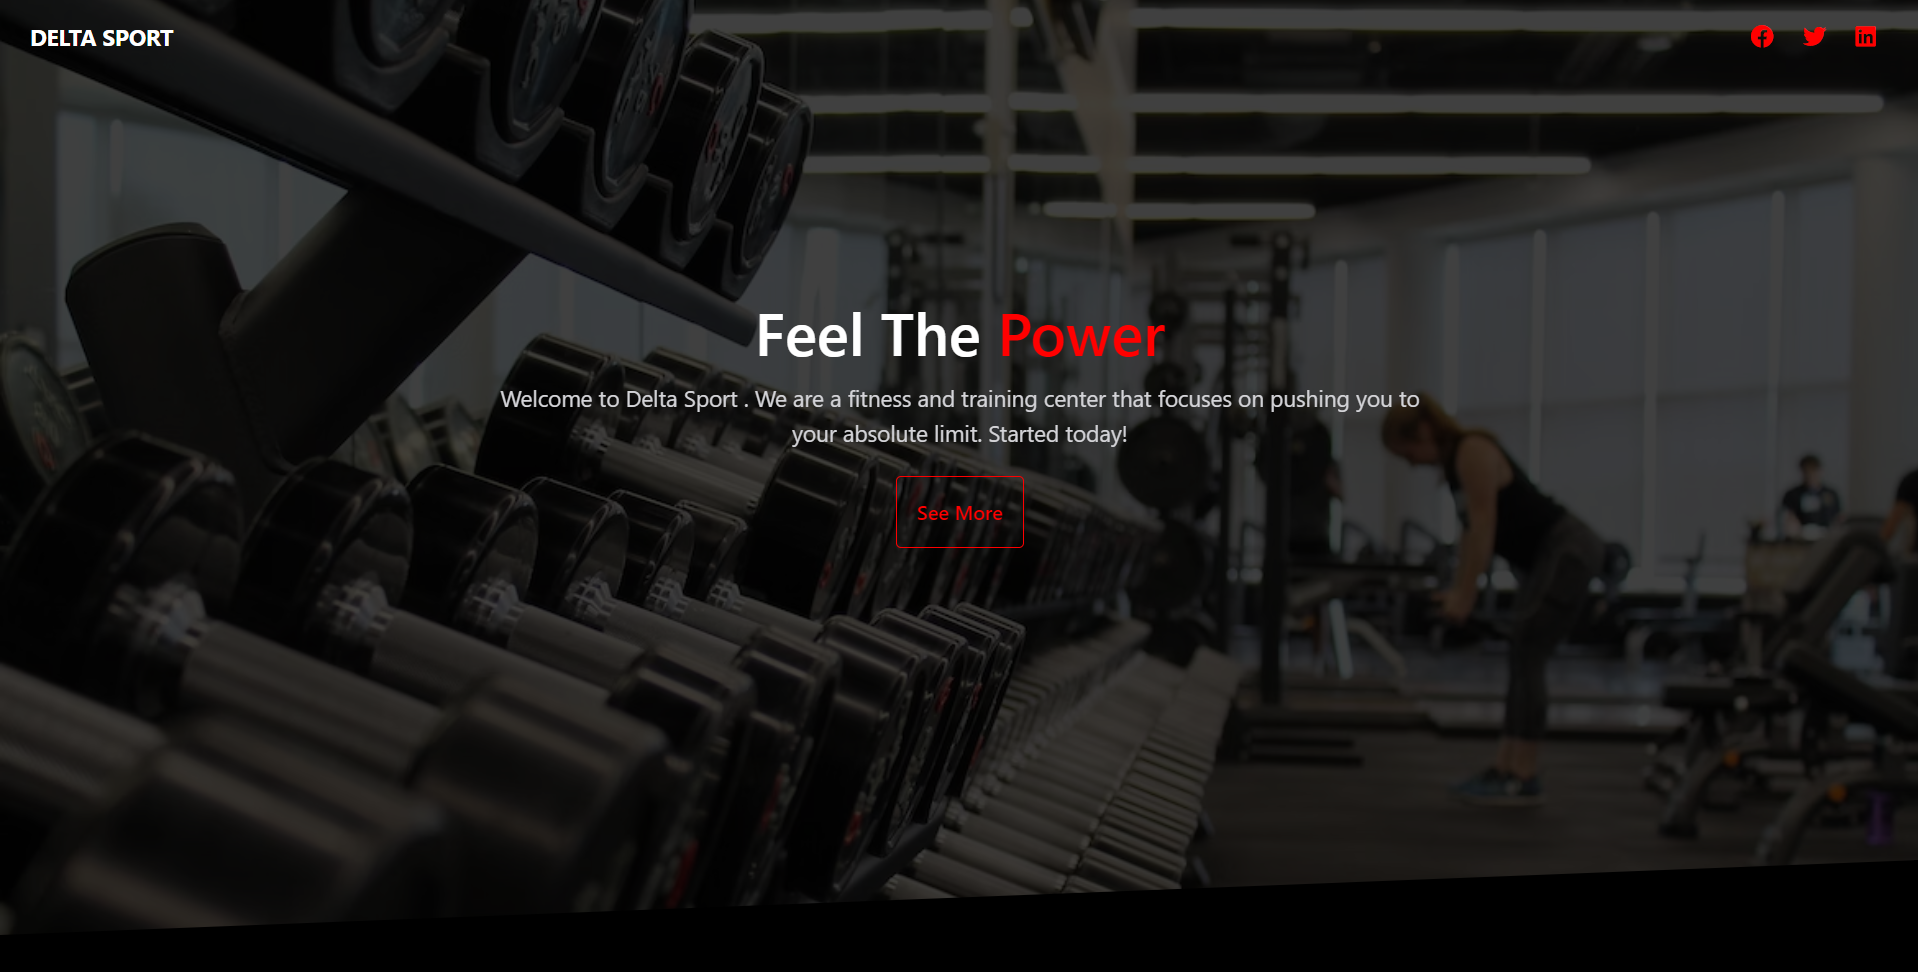 DELTA SPORT
Feel The Power
Welcome to Delta Sport . We are a fitness and training center that focuses on pushing you to
your absolute limit. Started today!
See More